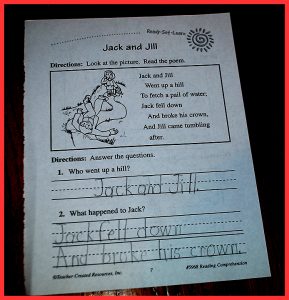 Ready•Set•Learn
Jack and Jill
Directions: Look at the picture. Read the poem.
Jack and Jill
Went up a hill
To fetch a pail of water;
Jack fell down
And broke his crown,
And Jill came tumbling
after.
Directions: Answer the questions.
1. Who went up a hill?
Jack and Jill.
2. What happened to Jack?
Jack fell down
And broke his crown.
©Teacher Created Resources, Inc.
7
#5968 Reading Comprehension